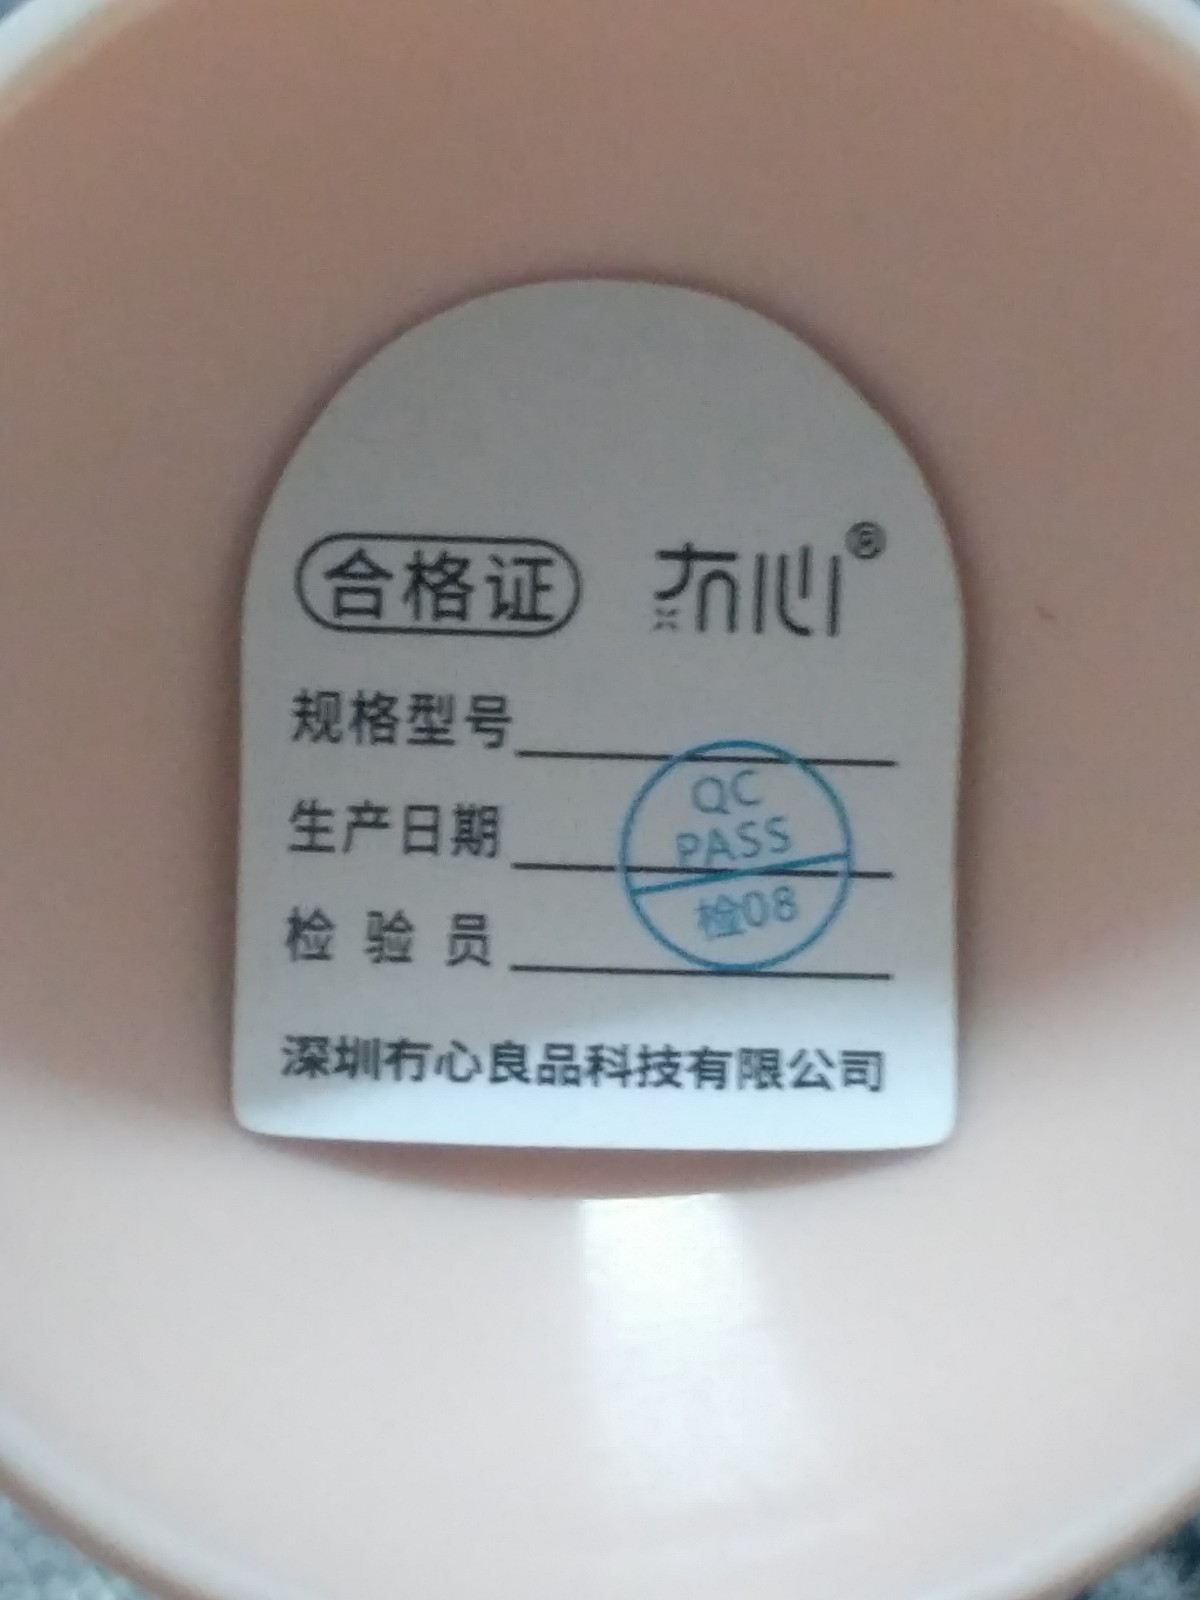 合格证 冇心®
规格型号
生产日期
QC
PASS
检08
检验员
深圳冇心良品科技有限公司